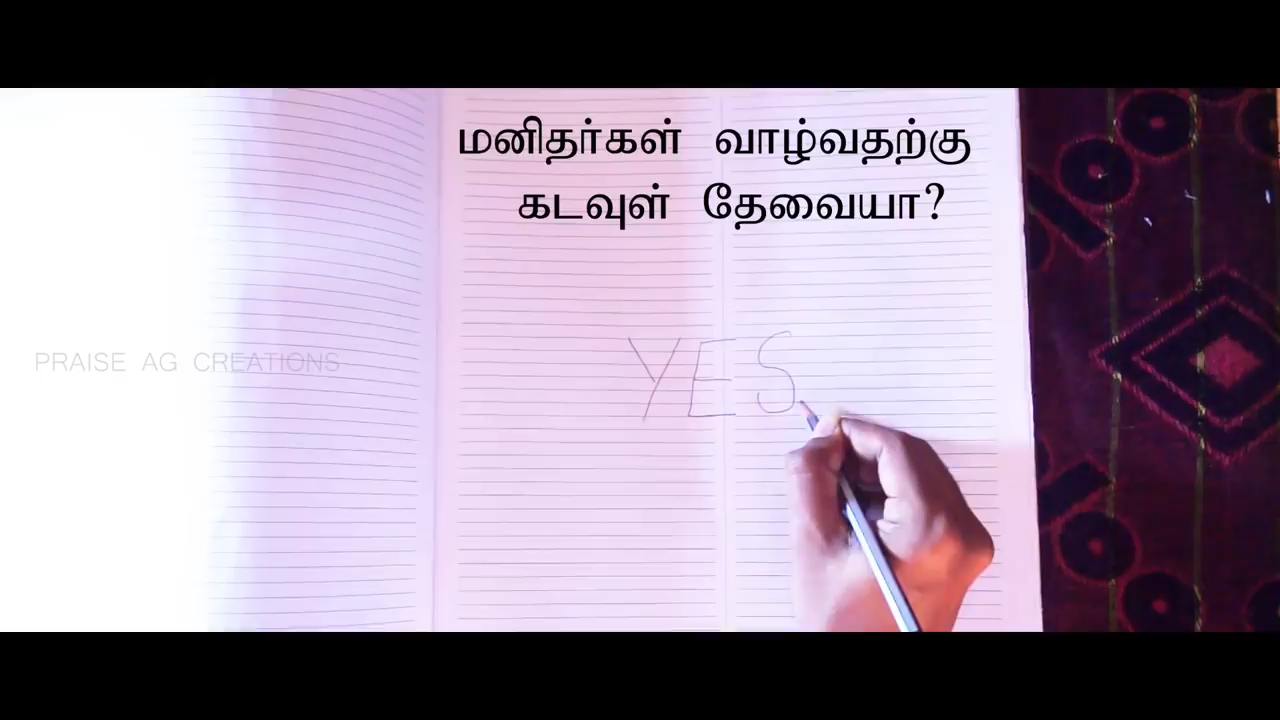 மனிதர்கள் வாழ்வதற்கு
கடவுள் தேவையா?
YES
PRAISE AG CREATIONS